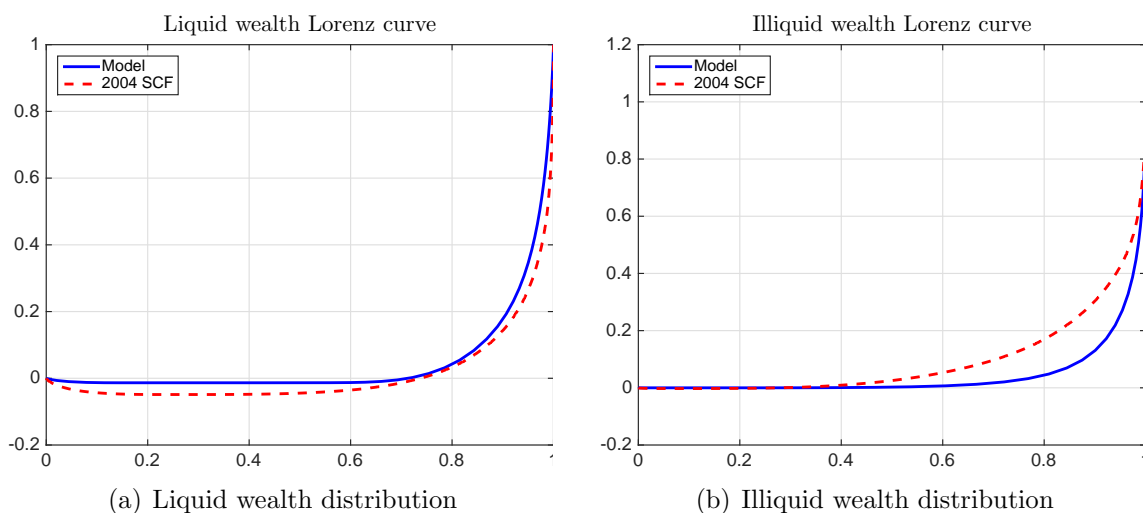 Liquid wealth Lorenz curve
1
0.8
0.6
0.4
0.2
0
-0.2
0 0.2 0.4 0.6 0.8 1
Model
2004 SCF
(a) Liquid wealth distribution
Illiquid wealth Lorenz curve
1.2
1
0.8
0.6
0.4
0.2
0
-0.2
0 0.2 0.4 0.6 0.8 1
Model
2004 SCF
(b) Illiquid wealth distribution